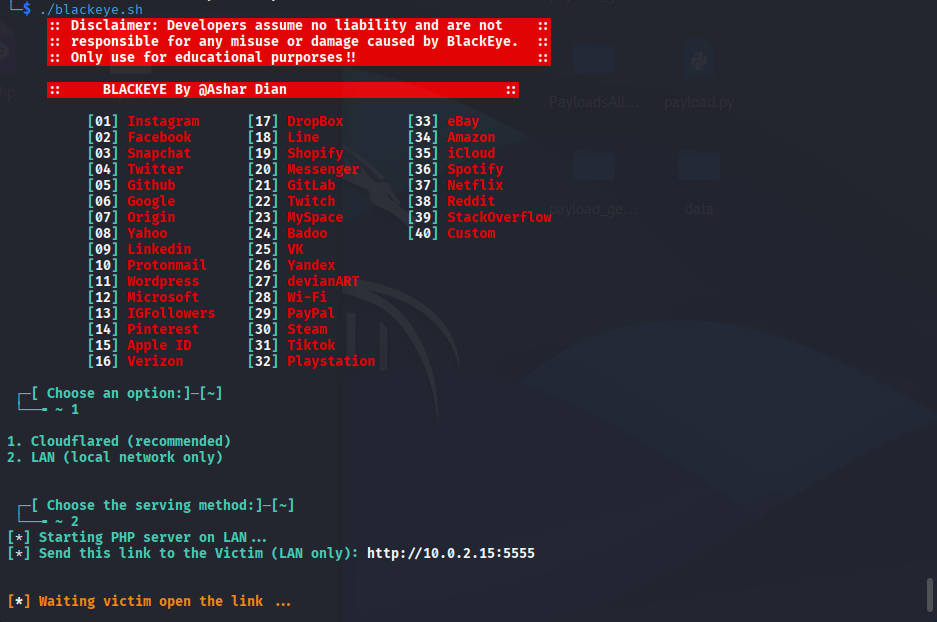 └─$ ./blackeye.sh
:: Disclaimer: Developers assume no liability and are not ::
:: responsible for any misuse or damage caused by BlackEye. ::
:: Only use for educational purporses!! ::
:: BLACKEYE By @Ashar Dian ::
[01] Instagram [17] DropBox [33] eBay
[02] Facebook [18] Line [34] Amazon
[03] Snapchat [19] Shopify [35] iCloud
[04] Twitter [20] Messenger [36] Spotify
[05] Github [21] GitLab [37] Netflix
[06] Google [22] Twitch [38] Reddit
[07] Origin [23] MySpace [39] StackOverflow
[08] Yahoo [24] Badoo [40] Custom
[09] Linkedin [25] VK
[10] Protonmail [26] Yandex
[11] Wordpress [27] devianART
[12] Microsoft [28] Wi-Fi
[13] IGFollowers [29] PayPal
[14] Pinterest [30] Steam
[15] Apple ID [31] Tiktok
[16] Verizon [32] Playstation
┌─[ Choose an option:]─[~]
└──╼ ~ 1
1. Cloudflared (recommended)
2. LAN (local network only)
┌─[ Choose the serving method:]─[~]
└──╼ ~ 2
[*] Starting PHP server on LAN...
[*] Send this link to the Victim (LAN only): http://10.0.2.15:5555
[*] Waiting victim open the link ...
PayloadsAll...
payload.py
payload_ge...
data